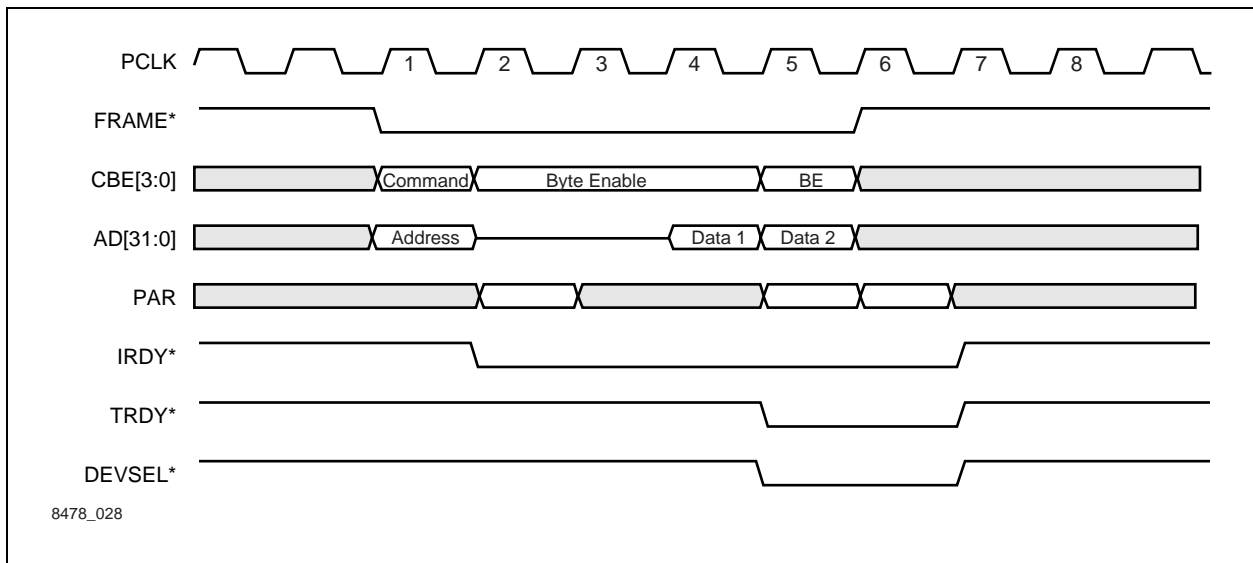 PCLK 1 2 3 4 5 6 7 8
FRAME*
CBE[3:0] Command Byte Enable BE
AD[31:0] Address Data 1 Data 2
PAR
IRDY*
TRDY*
DEVSEL*
8478_028